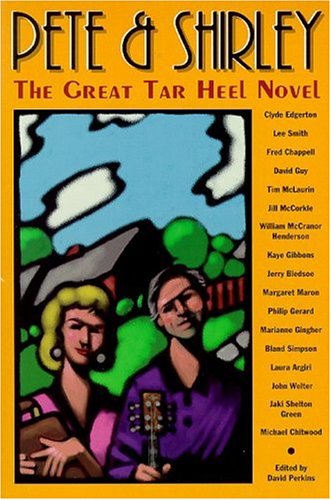 PETE & SHIRLEY
THE GREAT TAR HEEL NOVEL
Clyde Edgerton
Lee Smith
Fred Chappell
David Guy
Tim McLaurin
Jill McCorkle
William McCranor
Henderson
Kaye Gibbons
Jerry Bledsoe
Margaret Maron
Philip Gerard
Marianne Gingher
Bland Simpson
Laura Argiri
John Welter
Jaki Shelton
Green
Michael Chitwood
Edited by
David Perkins